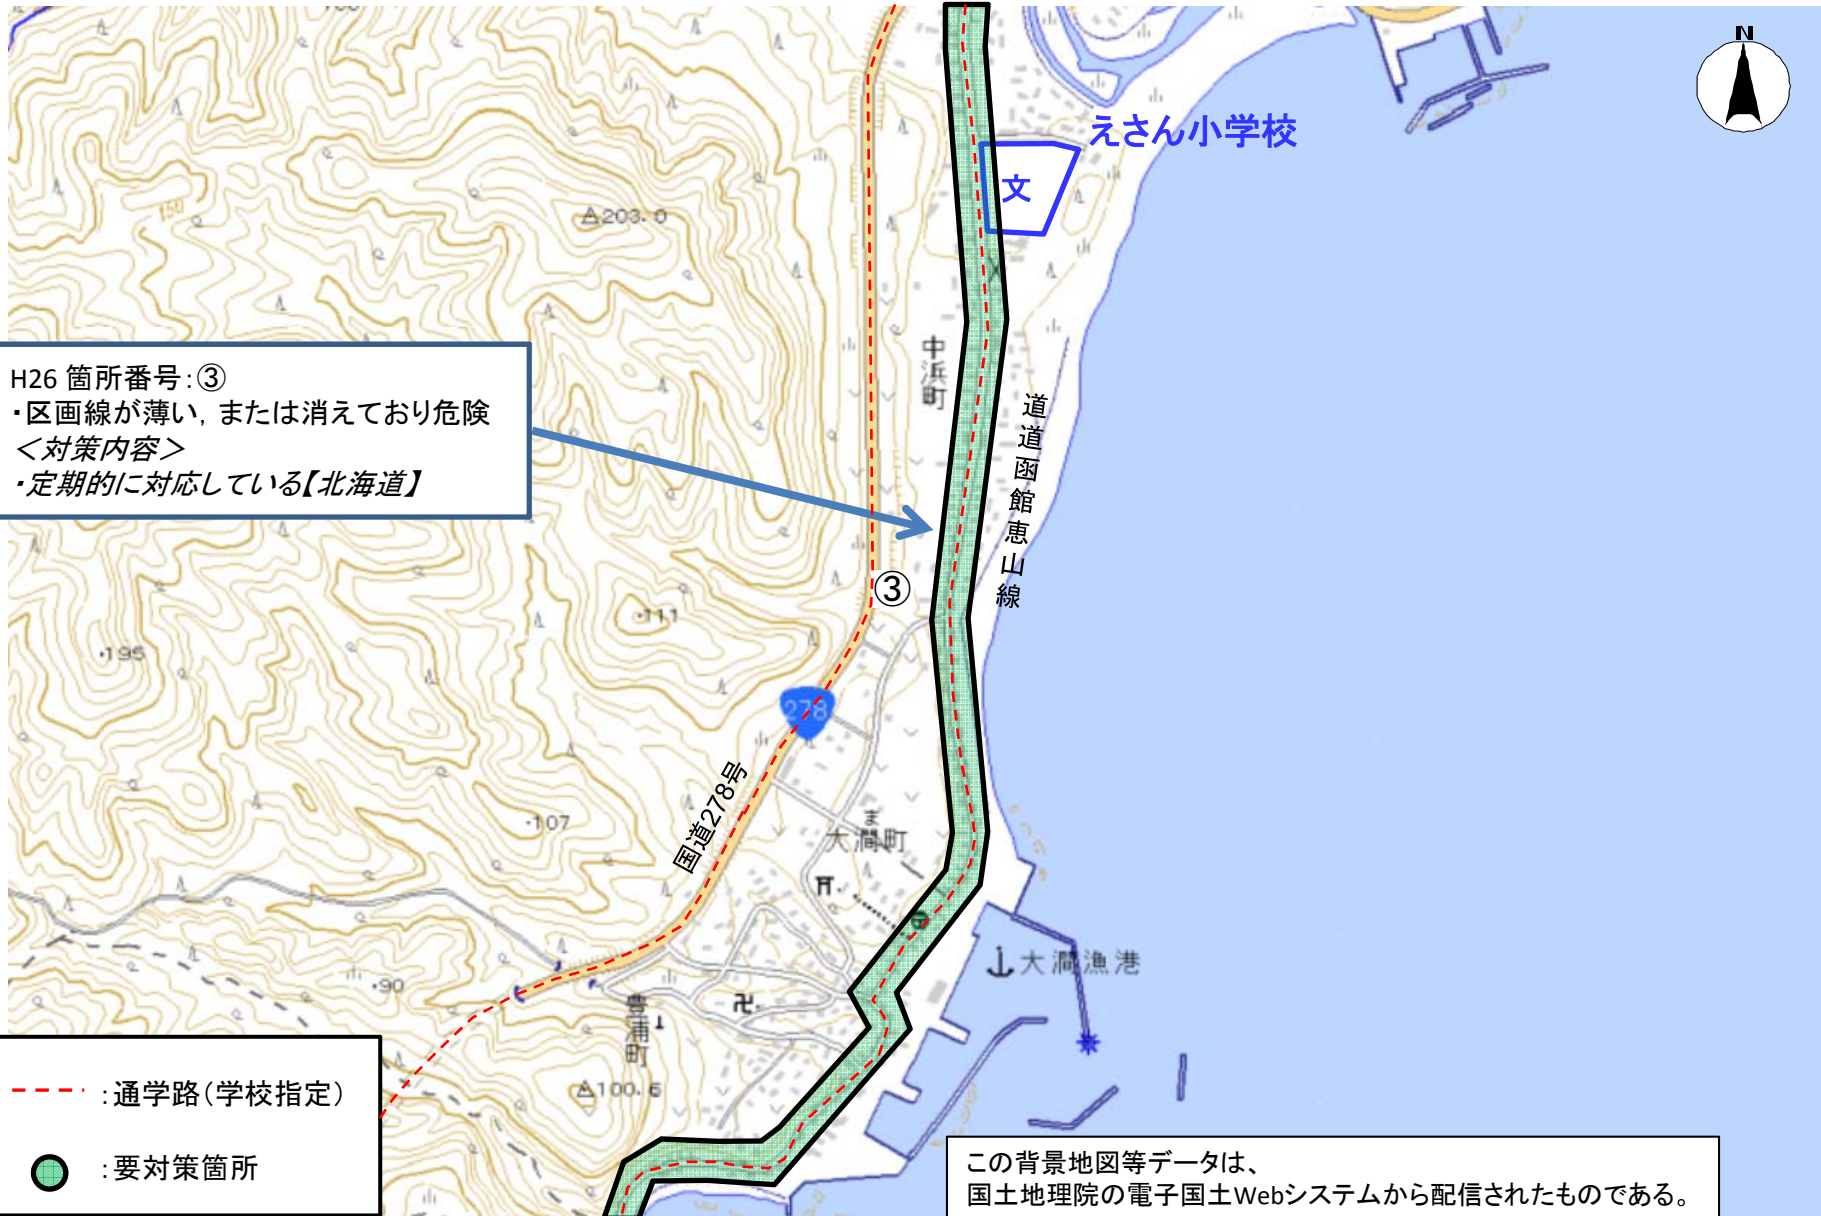 N
えさん小学校
文
150
203.0
H26 箇所番号:③
・区画線が薄い，または消えており危険
＜対策内容＞
・定期的に対応している【北海道】
中浜町
道道函館恵山線
③
・111
・195
278
国道278号
・107
ま
大澗町
大澗漁港
・90
豊浦町
100.6
:通学路(学校指定)
:要対策箇所
この背景地図等データは、
国土地理院の電子国土Webシステムから配信されたものである。